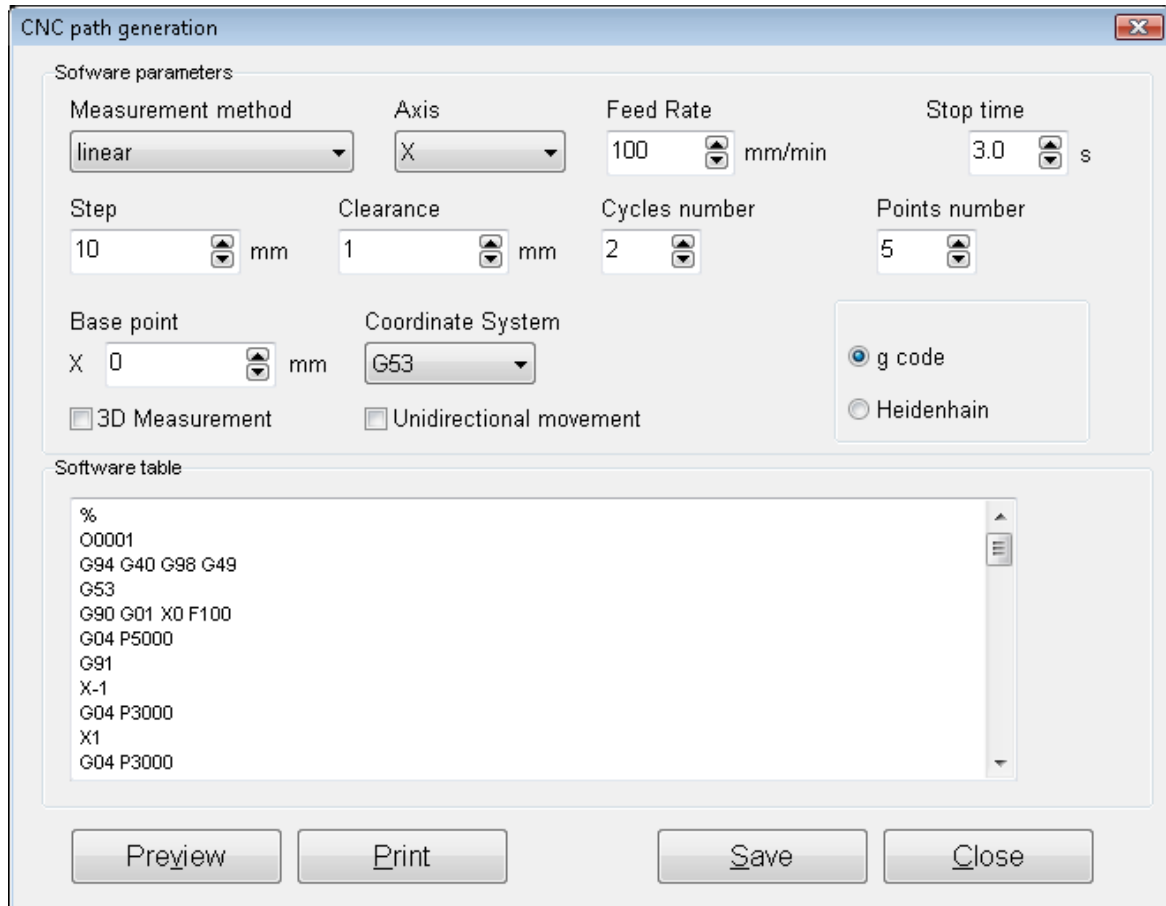 CNC path generation
Sofware parameters
Measurement method Axis Feed Rate Stop time
linear X 100 mm/min 3.0 s
Step Clearance Cycles number Points number
10 mm 1 mm 2 5
Base point Coordinate System
X 0 mm G53 g code
3D Measurement Unidirectional movement Heidenhain
Software table
%
O0001
G94 G40 G98 G49
G53
G90 G01 X0 F100
G04 P5000
G91
X-1
G04 P3000
X1
G04 P3000
Preview Print Save Close